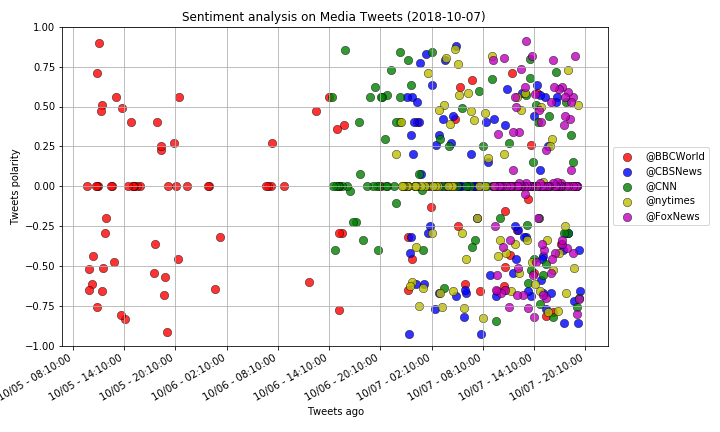 Sentiment analysis on Media Tweets (2018-10-07)
Tweets polarity
1.00
0.75
0.50
0.25
0.00
−0.25
−0.50
−0.75
−1.00
@BBCWorld
@CBSNews
@CNN
@nytimes
@FoxNews
10/05 - 08:10:00
10/05 - 14:10:00
10/05 - 20:10:00
10/06 - 02:10:00
10/06 - 08:10:00
10/06 - 14:10:00
10/06 - 20:10:00
10/07 - 02:10:00
10/07 - 08:10:00
10/07 - 14:10:00
10/07 - 20:10:00
Tweets ago